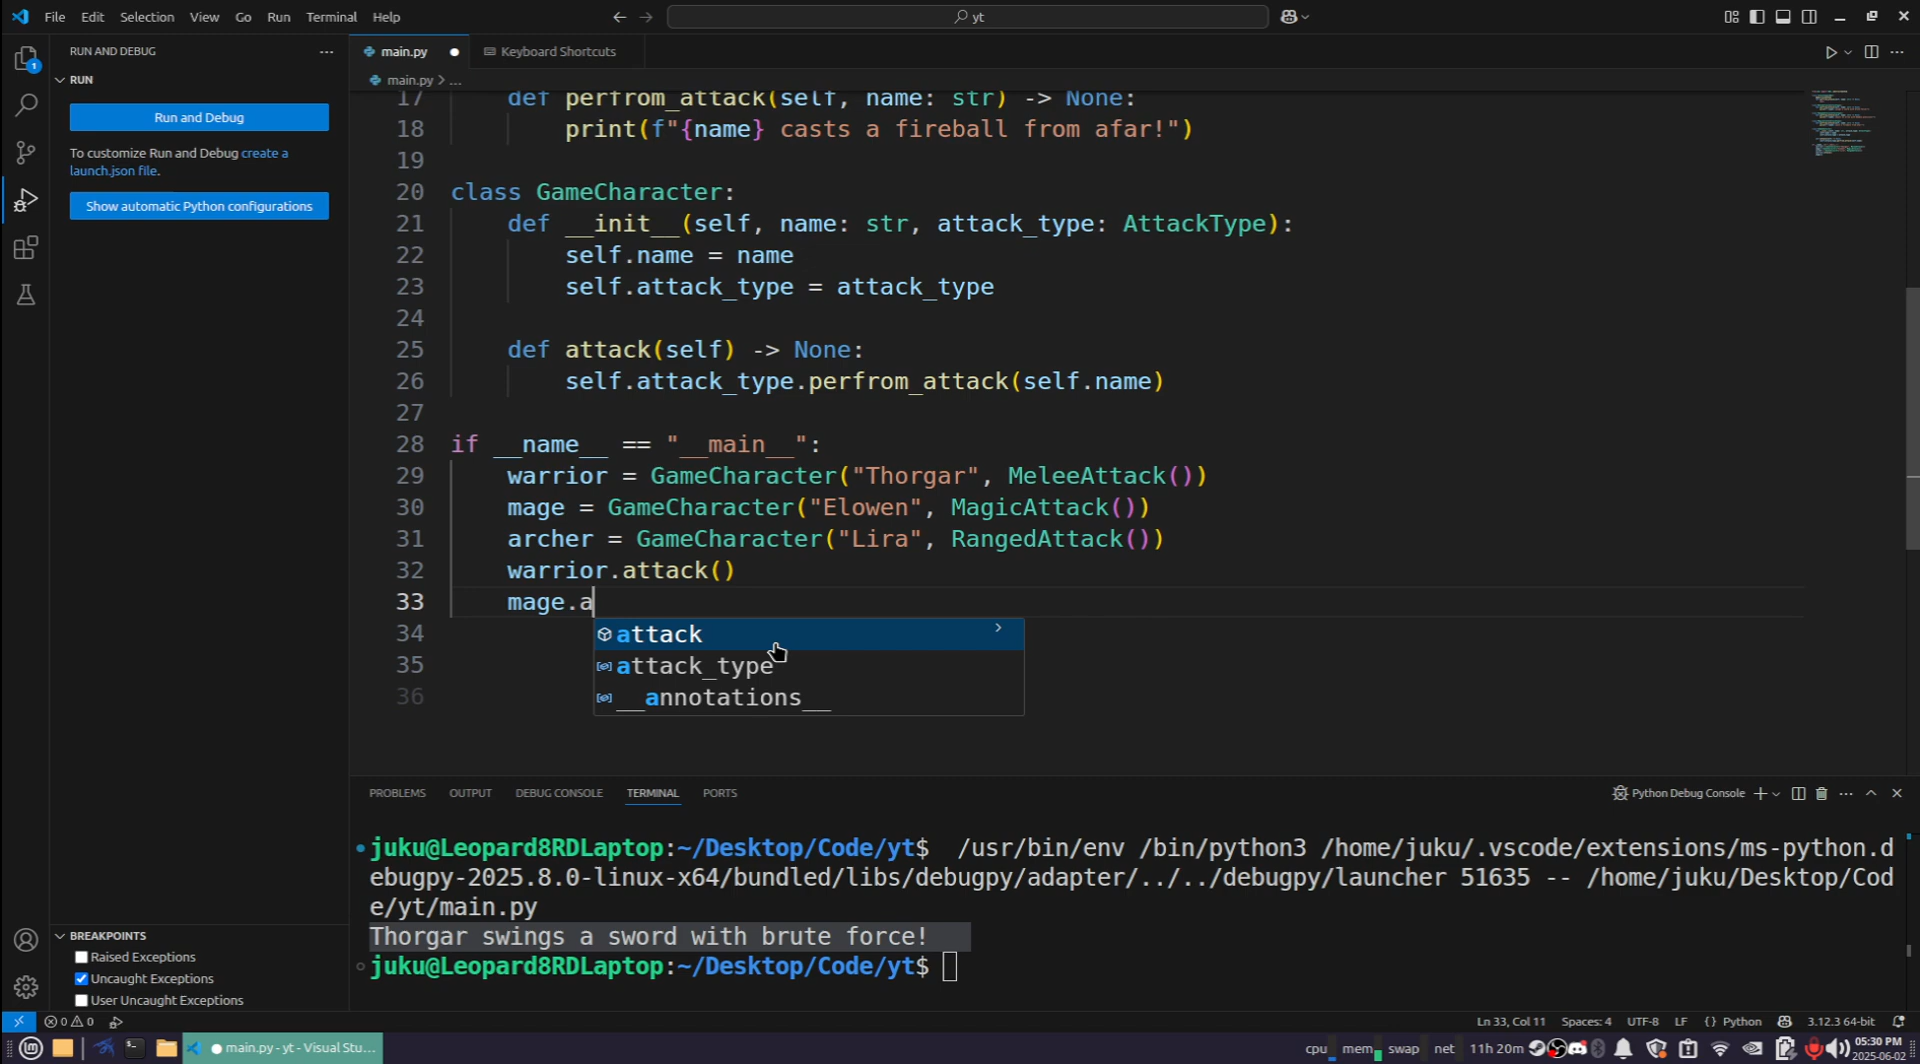 File Edit Selection View Go Run Terminal Help
yt
RUN AND DEBUG
main.py
Keyboard Shortcuts
RUN
main.py > ...
1
Run and Debug
To customize Run and Debug create a
launch.json file.
Show automatic Python configurations
17 def perfrom_attack(self, name: str) -> None:
18 print(f"{name} casts a fireball from afar!")
19
20 class GameCharacter:
21 def __init__(self, name: str, attack_type: AttackType):
22 self.name = name
23 self.attack_type = attack_type
24
25 def attack(self) -> None:
26 self.attack_type.perfrom_attack(self.name)
27
28 if __name__ == "__main__":
29 warrior = GameCharacter("Thorgar", MeleeAttack())
30 mage = GameCharacter("Elowen", MagicAttack())
31 archer = GameCharacter("Lira", RangedAttack())
32 warrior.attack()
33 mage.a
34
35
36
attack
attack_type
__annotations__
PROBLEMS OUTPUT DEBUG CONSOLE TERMINAL PORTS
Python Debug Console
juku@Leopard8RDLaptop:~/Desktop/Code/yt$ /usr/bin/env /bin/python3 /home/juku/.vscode/extensions/ms-python.d
ebugpy-2025.8.0-linux-x64/bundled/libs/debugpy/adapter/../../debugpy/launcher 51635 -- /home/juku/Desktop/Cod
e/yt/main.py
Thorgar swings a sword with brute force!
juku@Leopard8RDLaptop:~/Desktop/Code/yt$
BREAKPOINTS
Raised Exceptions
Uncaught Exceptions
User Uncaught Exceptions
0 0
Ln 33, Col 11 Spaces: 4 UTF-8 LF {} Python 3.12.3 64-bit
main.py - yt - Visual Stu...
cpu mem swap net 11h 20m
05:30 PM
2025-06-02